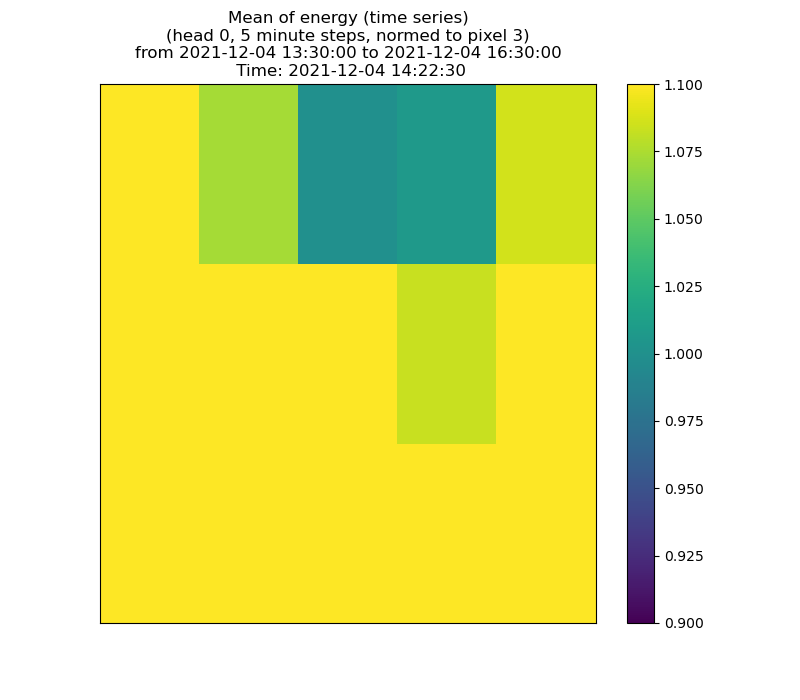 Mean of energy (time series)
(head 0, 5 minute steps, normed to pixel 3)
from 2021-12-04 13:30:00 to 2021-12-04 16:30:00
Time: 2021-12-04 14:22:30
1.100
1.075
1.050
1.025
1.000
0.975
0.950
0.925
0.900